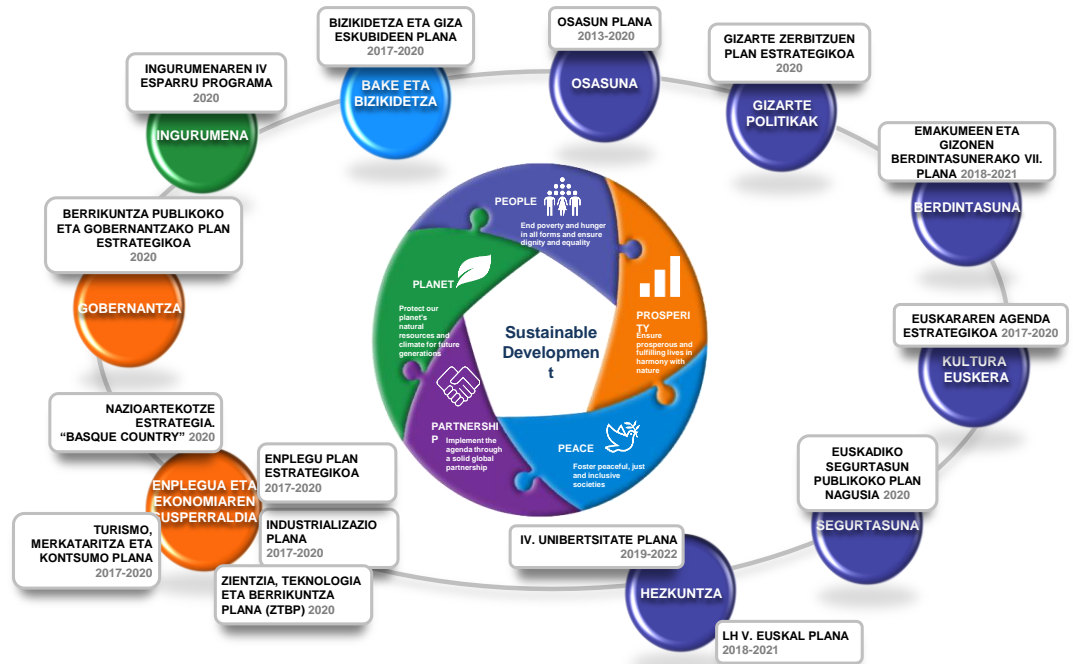 BIZIKIDETZA ETA GIZA
ESKUBIDEEN PLANA
2017-2020
BAKE ETA
BIZIKIDETZA
OSASUN PLANA
2013-2020
OSASUNA
GIZARTE ZERBITZUEN
PLAN ESTRATEGIKOA
2020
GIZARTE
POLITIKAK
INGURUMENAREN IV
ESPARRU PROGRAMA
2020
INGURUMENA
EMAKUMEEN ETA
GIZONEN
BERDINTASUNERAKO VII.
PLANA 2018-2021
BERDINTASUNA
BERRIKUNTZA PUBLIKOKO
ETA GOBERNANTZAKO PLAN
ESTRATEGIKOA
2020
GOBERNANTZA
PEOPLE
End poverty and hunger
in all forms and ensure
dignity and equality
PLANET
Protect our
planet's
natural
resources and
climate for future
generations
PROSPERI
TY
Ensure
prosperous and
fulfilling lives in
harmony with
nature
Sustainable
Developmen
t
PARTNERSHI
P
Implement the
agenda through
a solid global
partnership
PEACE
Foster peaceful, just
and inclusive
societies
EUSKARAREN AGENDA
ESTRATEGIKOA 2017-2020
KULTURA
EUSKERA
NAZIOARTEKOTZE
ESTRATEGIA.
“BASQUE COUNTRY” 2020
ENPLEGUA ETA
EKONOMIAREN
SUSPERRALDIA
ENPLEGU PLAN
ESTRATEGIKOA
2017-2020
INDUSTRIALIZAZIO
PLANA
2017-2020
TURISMO,
MERKATARITZA ETA
KONTSUMO PLANA
2017-2020
ZIENTZIA, TEKNOLOGIA
ETA BERRIKUNTZA
PLANA (ZTBP) 2020
EUSKADIKO
SEGURTASUN
PUBLIKOKO PLAN
NAGUSIA 2020
SEGURTASUNA
IV. UNIBERTSITATE PLANA
2019-2022
HEZKUNTZA
LH V. EUSKAL PLANA
2018-2021